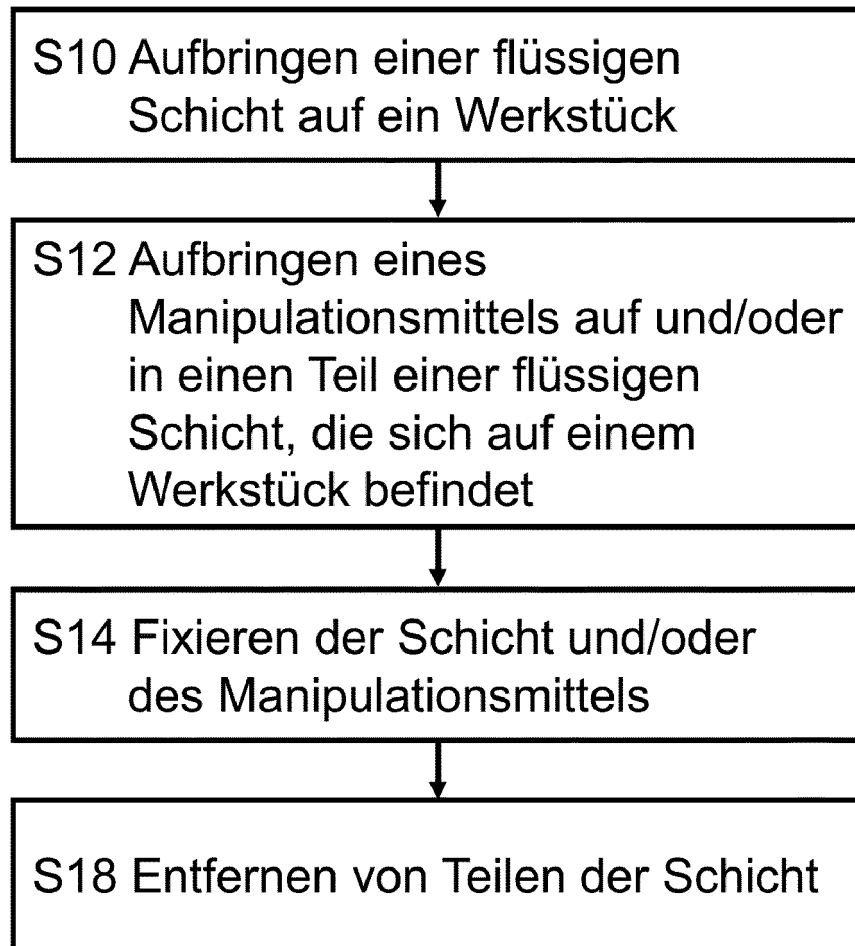 S10 Aufbringen einer flüssigen
Schicht auf ein Werkstück
S12 Aufbringen eines
Manipulationsmittels auf und/oder
in einen Teil einer flüssigen
Schicht, die sich auf einem
Werkstück befindet
S14 Fixieren der Schicht und/oder
des Manipulationsmittels
S18 Entfernen von Teilen der Schicht